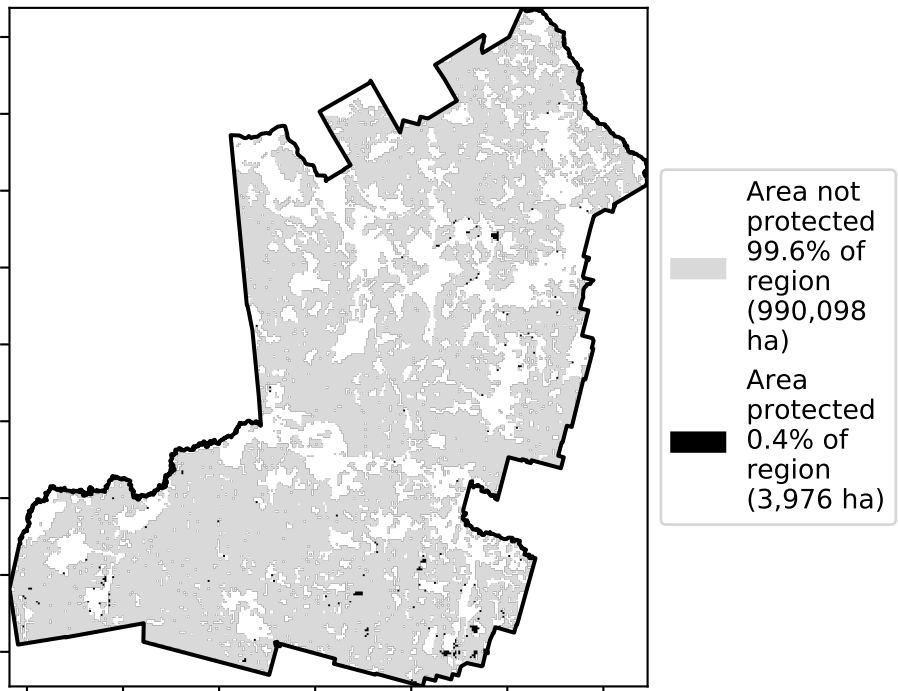 Area not
protected
99.6% of
region
(990,098
ha)
Area
protected
0.4% of
region
(3,976 ha)